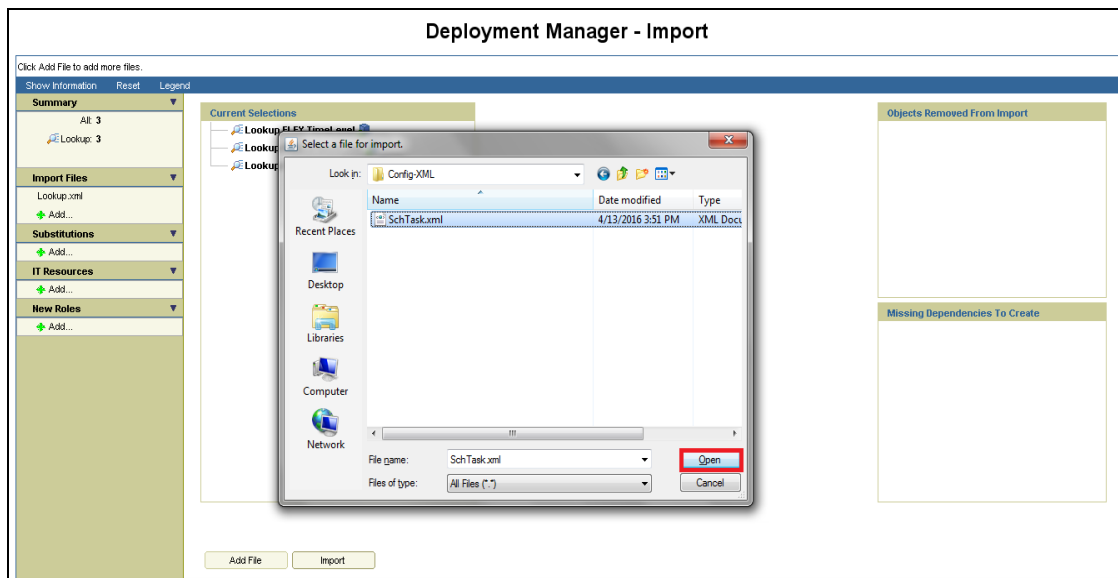 Deployment Manager - Import
Click Add File to add more files.
Show Information Reset Legend
Summary
All: 3
Lookup: 3
Import Files
Lookup.xml
Add...
Substitutions
Add...
IT Resources
Add...
New Roles
Add...
Current Selections
Lookup.FLEX.TimeLevel
Lookup
Lookup
Select a file for import.
Look in: Config-XML
Name Date modified Type
SchTask.xml 4/13/2016 3:51 PM XML Docu
Recent Places
Desktop
Libraries
Computer
Network
File name: SchTask.xml Open
Files of type: All Files (*.*) Cancel
Objects Removed From Import
Missing Dependencies To Create
Add File Import